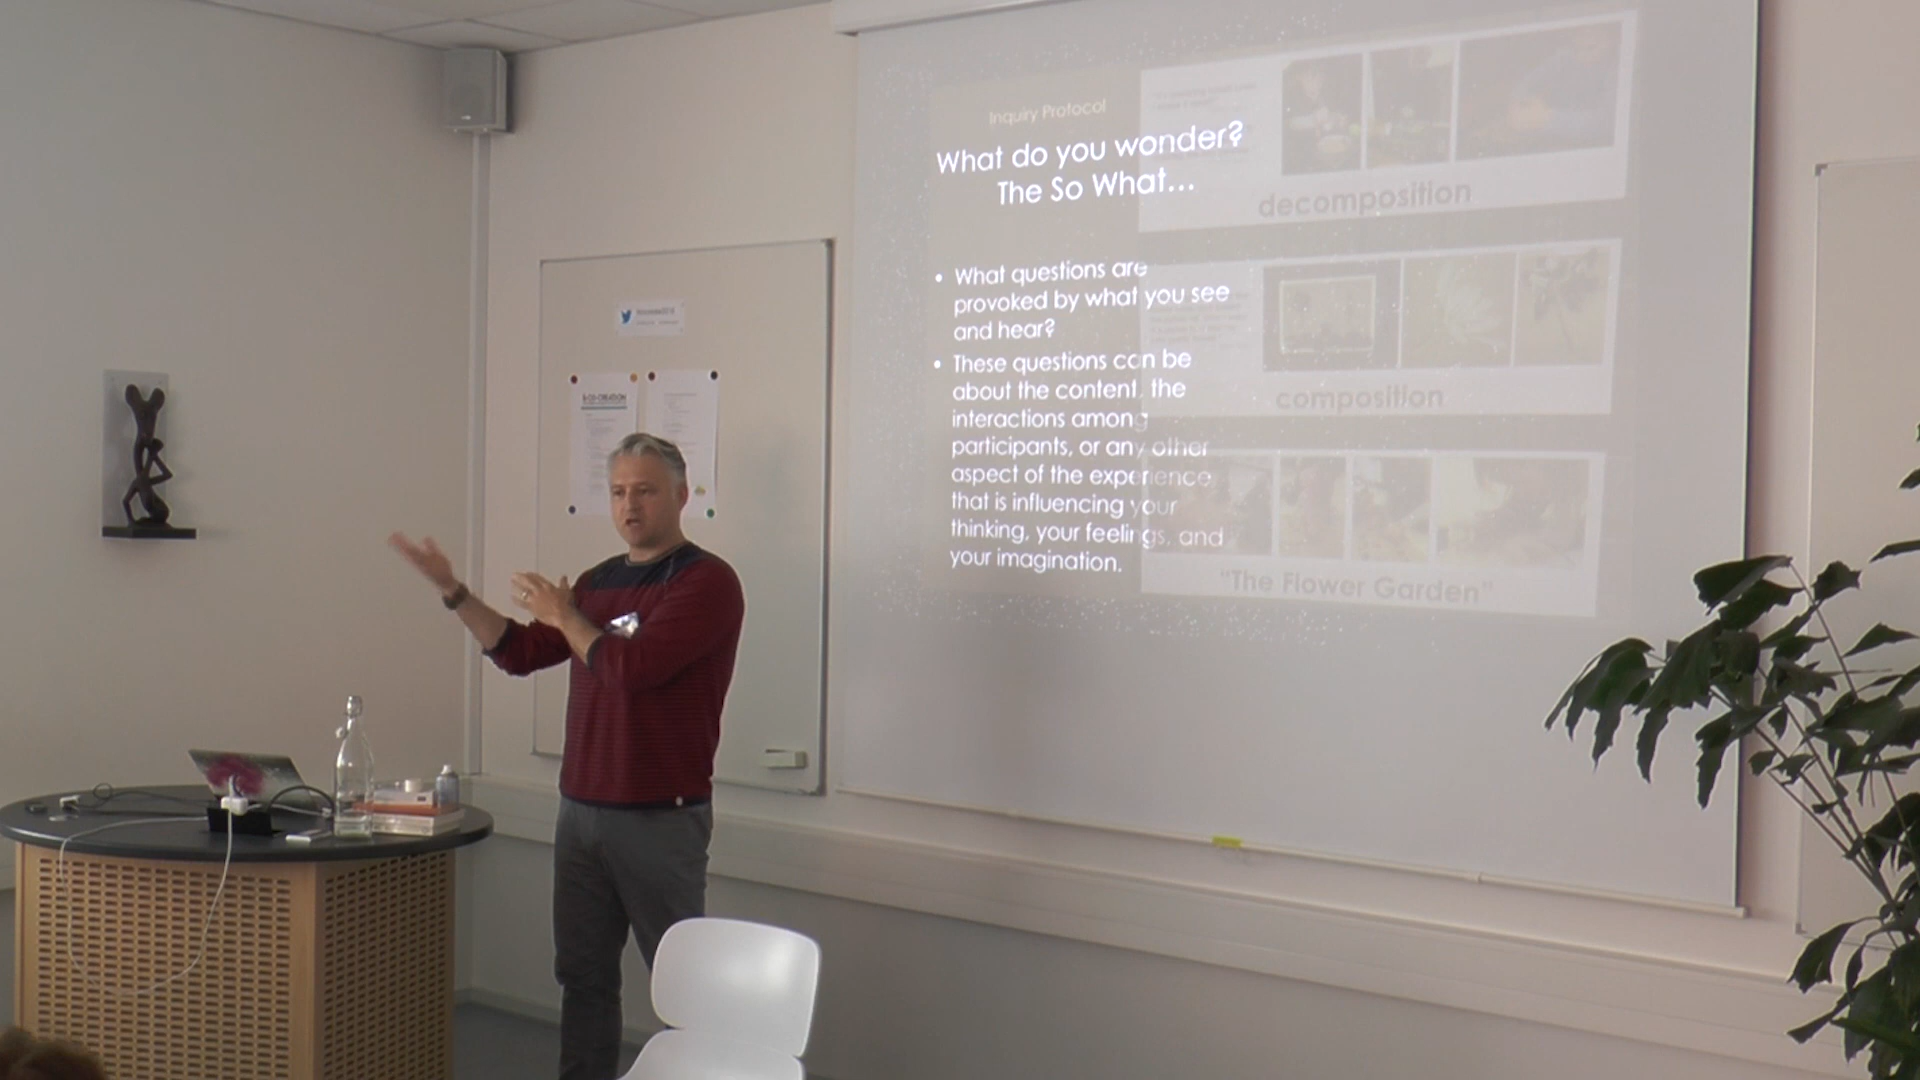 Inquiry Protocol
What do you wonder?
The So What...
• What questions are
provoked by what you see
and hear?
• These questions can be
about the content, the
interactions among
participants, or any other
aspect of the experience
that is influencing your
thinking, your feelings, and
your imagination.
decomposition
composition
"The Flower Garden"
& CO-CREATION